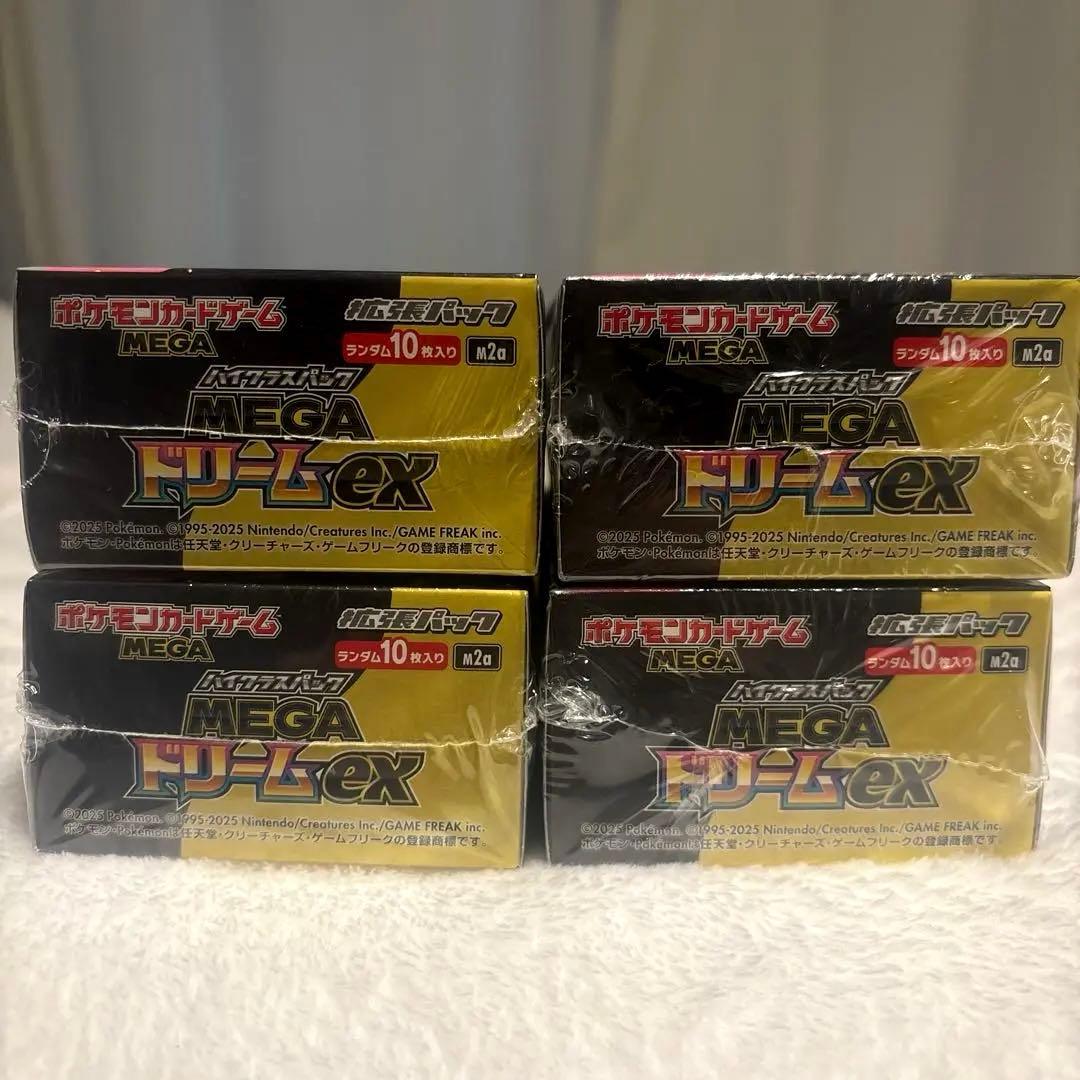 ポケモンカードゲーム
MEGA
拡張パック
ランダム10枚入り M2a
ハイクラスパック
MEGA
ドリームex
©2025 Pokémon. ©1995-2025 Nintendo/Creatures Inc./GAME FREAK inc.
ポケモン・Pokémonは任天堂・クリーチャーズ・ゲームフリークの登録商標です。
ポケモンカードゲーム
MEGA
拡張パック
ランダム10枚入り M2a
ハイクラスパック
MEGA
ドリームex
©2025 Pokémon. ©1995-2025 Nintendo/Creatures Inc./GAME FREAK inc.
ポケモン・Pokémonは任天堂・クリーチャーズ・ゲームフリークの登録商標です。
ポケモンカードゲーム
MEGA
拡張パック
ランダム10枚入り M2a
ハイクラスパック
MEGA
ドリームex
©2025 Pokémon. ©1995-2025 Nintendo/Creatures Inc./GAME FREAK inc.
ポケモン・Pokémonは任天堂・クリーチャーズ・ゲームフリークの登録商標です。
ポケモンカードゲーム
MEGA
拡張パック
ランダム10枚入り M2a
ハイクラスパック
MEGA
ドリームex
©2025 Pokémon. ©1995-2025 Nintendo/Creatures Inc./GAME FREAK inc.
ポケモン・Pokémonは任天堂・クリーチャーズ・ゲームフリークの登録商標です。